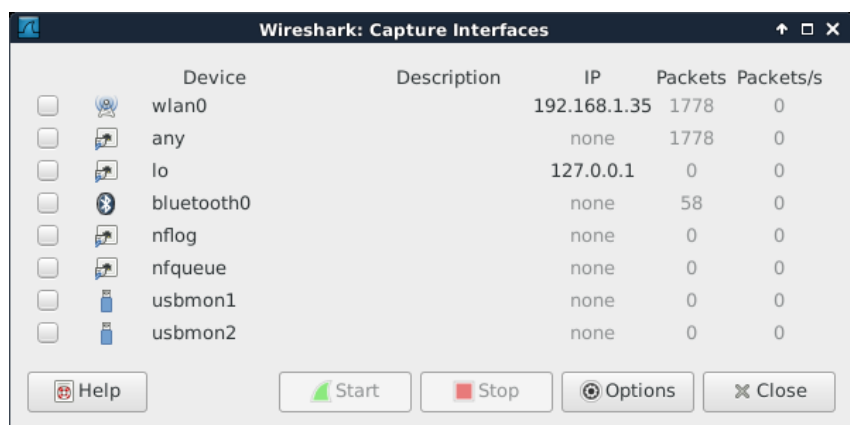 Wireshark: Capture Interfaces
Device Description IP Packets Packets/s
wlan0 192.168.1.35 1778 0
any none 1778 0
lo 127.0.0.1 0 0
bluetooth0 none 58 0
nflog none 0 0
nfqueue none 0 0
usbmon1 none 0 0
usbmon2 none 0 0
Help Start Stop Options Close